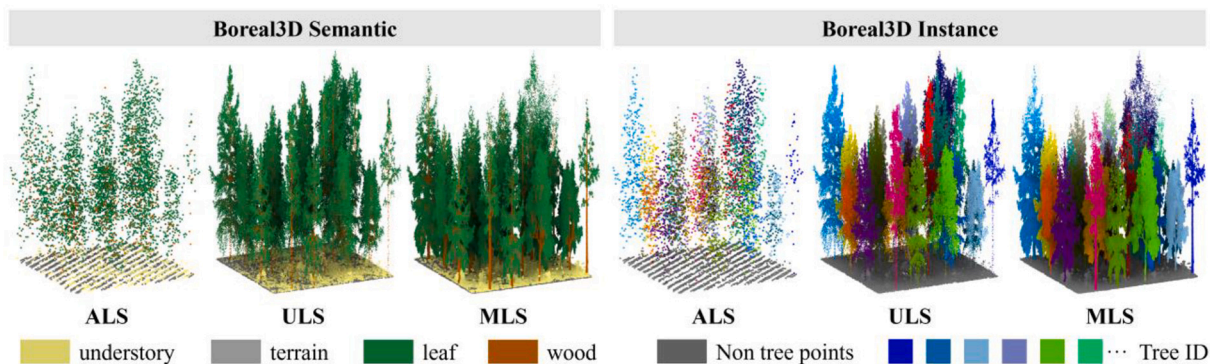 Boreal3D Semantic
Boreal3D Instance
ALS ULS MLS ALS ULS MLS
understory terrain leaf wood Non tree points ··· Tree ID